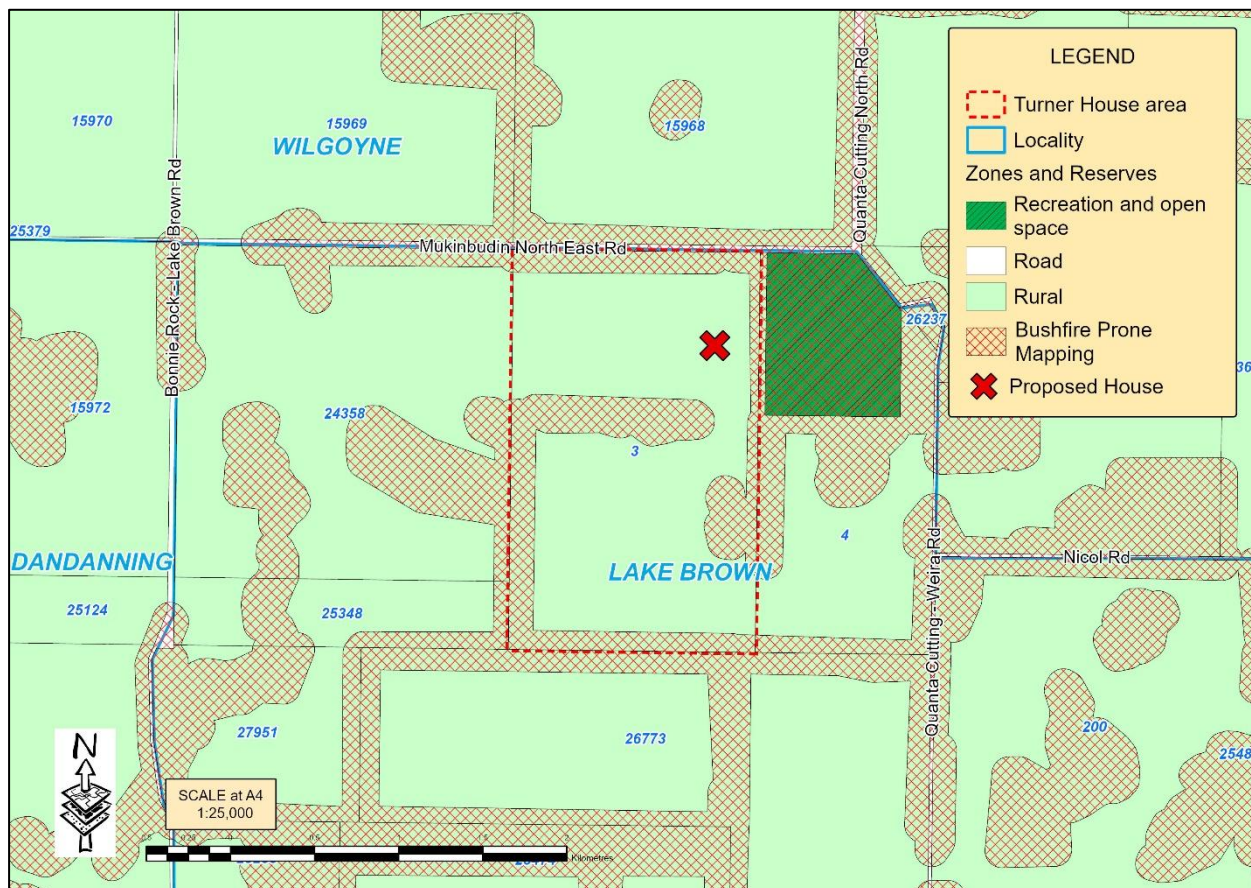 15970
15969
WILGOYNE
15968
Quanta Cutting North Rd
Bonnie Rock - Lake Brown Rd
25379
Mukinbudin North East Rd
26237
36
15972
24358
3
4
DANDANNING
LAKE BROWN
Nicol Rd
25124
25348
Quanta Cutting - Weira Rd
27951
26773
200
2548
LEGEND
Turner House area
Locality
Zones and Reserves
Recreation and open
space
Road
Rural
Bushfire Prone
Mapping
Proposed House
N
SCALE at A4
1:25,000
0.5
1
1.5
2
Kilometres